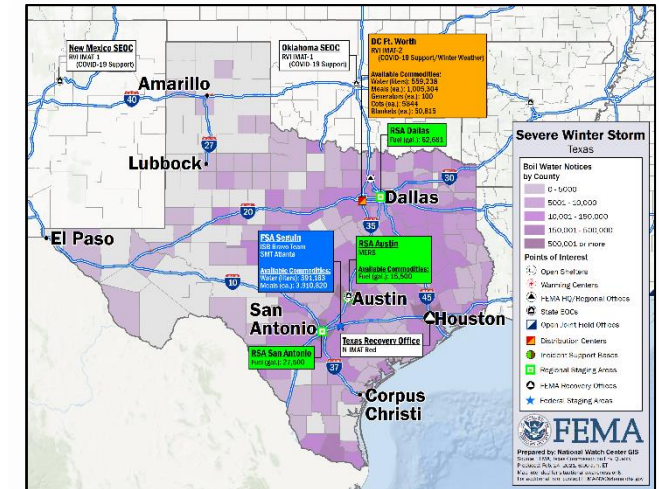 New Mexico SEOC
RVI IMAT-1
(COVID-19 Support)
Oklahoma SEOC
RVI IMAT-1
(COVID-19 Support)
DC Ft. Worth
RVI IMAT-2
(COVID-19 Support/Winter Weather)
Available Commodities:
Water (liters): 559,238
Meals (ea.): 1,005,304
Generators (ea.): 100
Cots (ea.): 5844
Blankets (ea.): 50,815
RSA Dallas
Fuel (gal.): 62,681
Amarillo
40
27
Lubbock
Dallas
30
20
35
El Paso
10
FSA Seguin
ISB Bravo Team
SMT Atlanta
Available Commodities:
Water (liters): 391,183
Meals (ea.): 3,910,820
RSA Austin
MERS
Available Commodities:
Fuel (gal.): 15,500
Austin
45
San
Antonio
Houston
Texas Recovery Office
N IMAT Red
RSA San Antonio
37
Corpus
Christi
Severe Winter Storm
Texas
Boil Water Notices
by County
0 - 5000
5001 - 10,000
10,001 - 150,000
150,001 - 500,000
500,001 or more
Points of Interest
Open Shelters
Warming Centers
FEMA HQ/Regional Offices
State EOCs
Open Joint Field Offices
Distribution Centers
Incident Support Bases
Regional Staging Areas
FEMA Recovery Offices
Federal Staging Areas
FEMA
Prepared by: National Watch Center GIS